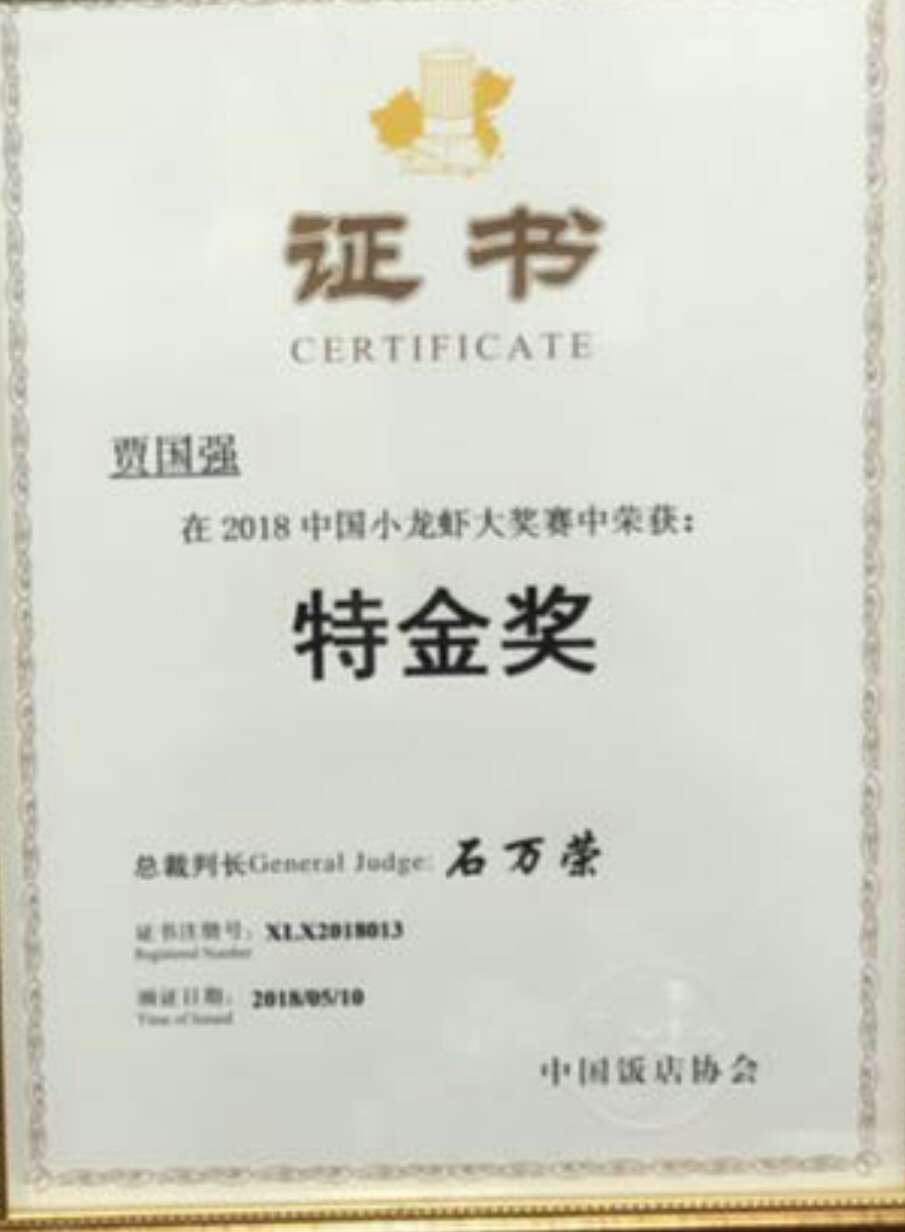 证书
CERTIFICATE
贾国强
在 2018 中国小龙虾大奖赛中荣获：
特金奖
总裁判长General Judge: 石万荣
证书注册号：XLX2018013
Registered Number
颁证日期：2018/05/10
Time of Issued
中国饭店协会